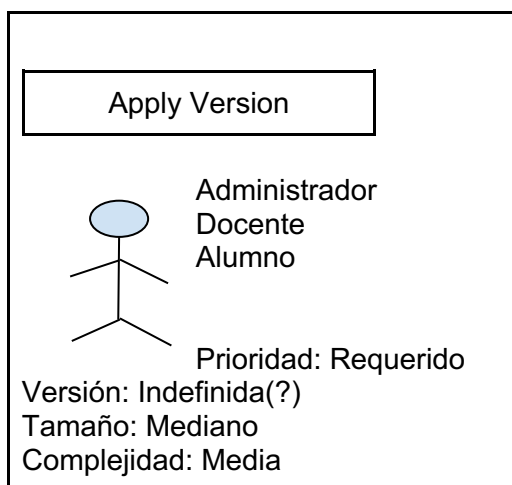 Apply Version
Administrador
Docente
Alumno
Prioridad: Requerido
Versión: Indefinida(?)
Tamaño: Mediano
Complejidad: Media